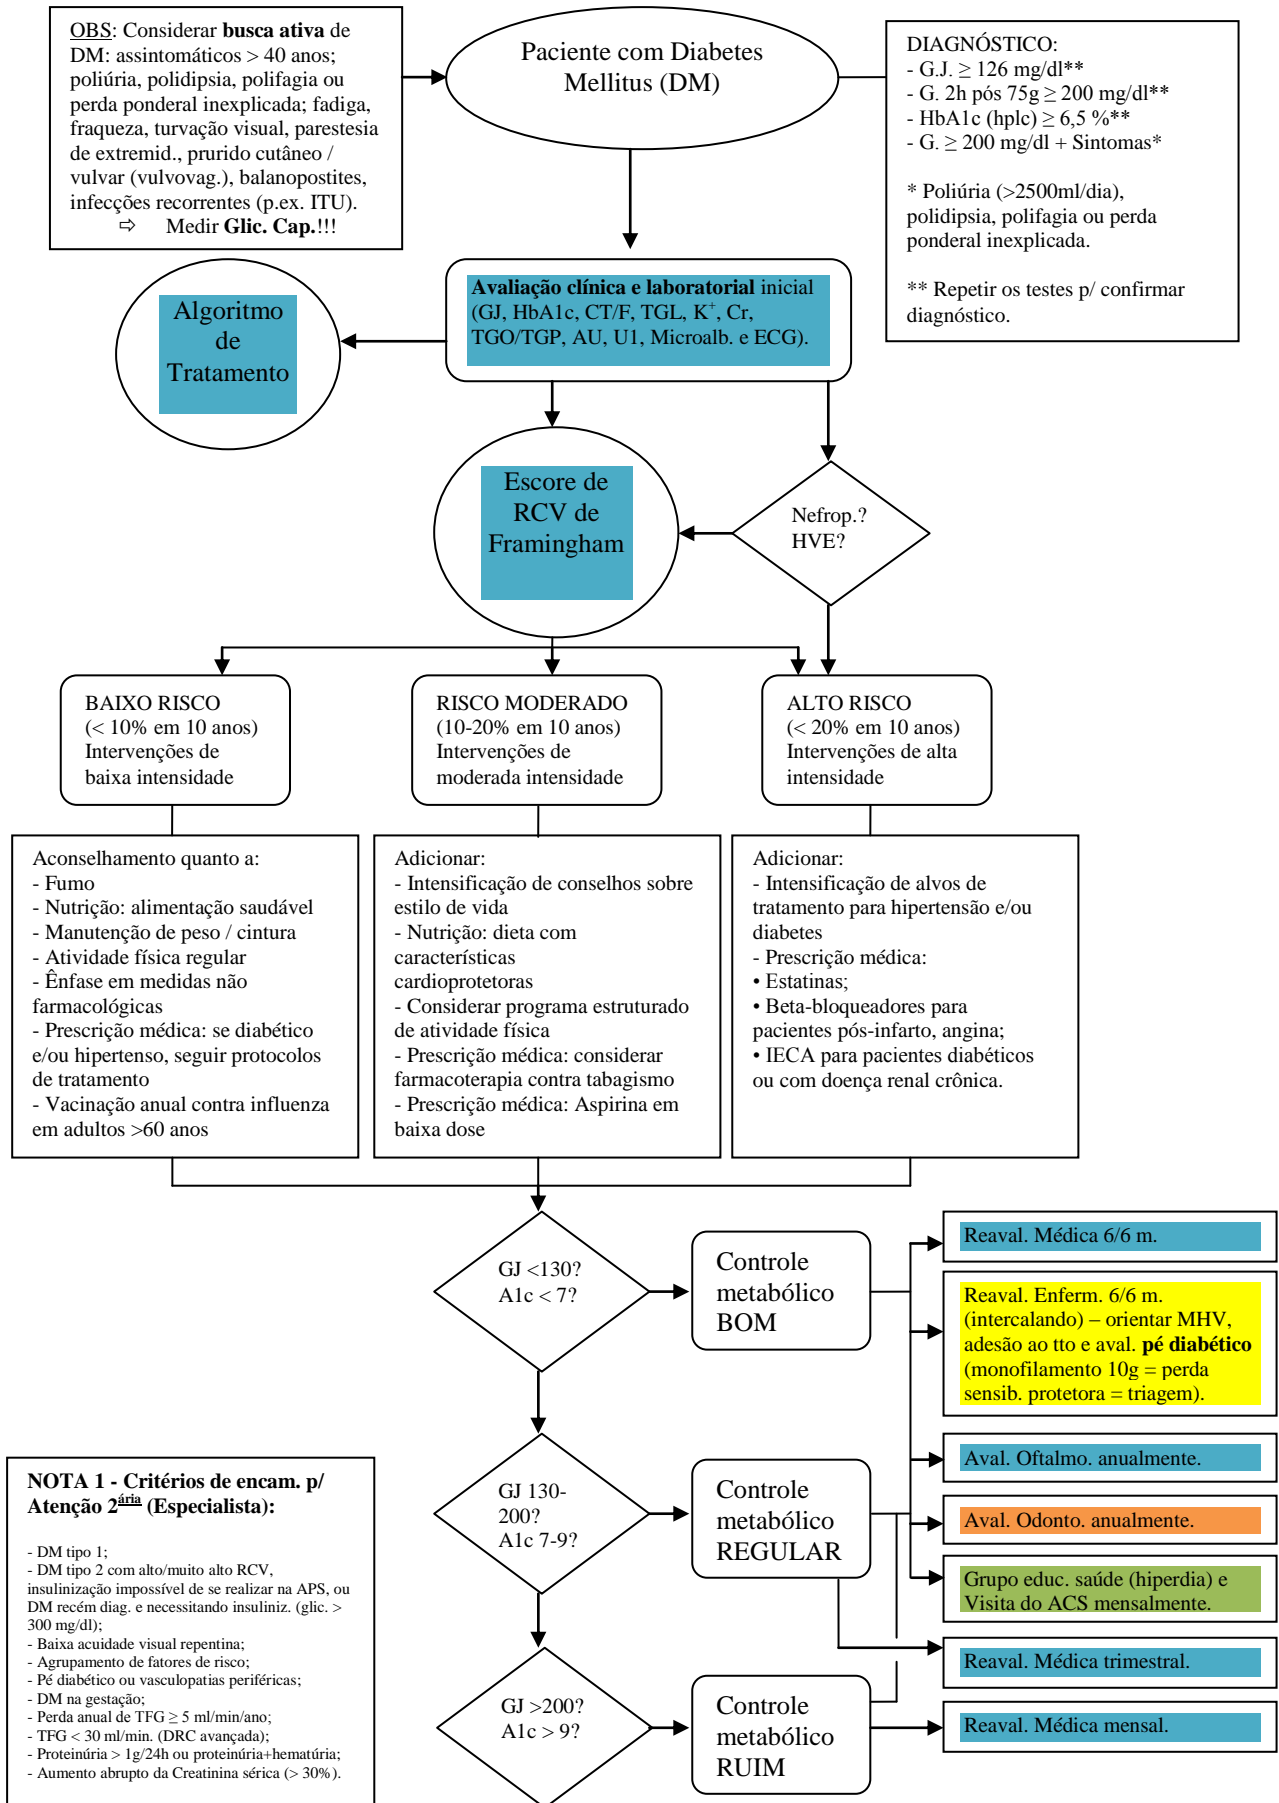 OBS: Considerar busca ativa de
DM: assintomáticos > 40 anos;
poliúria, polidipsia, polifagia ou
perda ponderal inexplicada; fadiga,
fraqueza, turvação visual, parestesia
de extremid., prurido cutâneo /
vulvar (vulvovag.), balanopostites,
infecções recorrentes (p.ex. ITU).
⇨ Medir Glic. Cap.!!!
Paciente com Diabetes
Mellitus (DM)
DIAGNÓSTICO:
- G.J. ≥ 126 mg/dl**
- G. 2h pós 75g ≥ 200 mg/dl**
- HbA1c (hplc) ≥ 6,5 %**
- G. ≥ 200 mg/dl + Sintomas*
* Poliúria (>2500ml/dia),
polidipsia, polifagia ou perda
ponderal inexplicada.
** Repetir os testes p/ confirmar
diagnóstico.
Algoritmo
de
Tratamento
Avaliação clínica e laboratorial inicial
(GJ, HbA1c, CT/F, TGL, K+, Cr,
TGO/TGP, AU, U1, Microalb. e ECG).
Escore de
RCV de
Framingham
Nefrop.?
HVE?
BAIXO RISCO
(< 10% em 10 anos)
Intervenções de
baixa intensidade
RISCO MODERADO
(10-20% em 10 anos)
Intervenções de
moderada intensidade
ALTO RISCO
(< 20% em 10 anos)
Intervenções de alta
intensidade
Aconselhamento quanto a:
- Fumo
- Nutrição: alimentação saudável
- Manutenção de peso / cintura
- Atividade física regular
- Ênfase em medidas não
farmacológicas
- Prescrição médica: se diabético
e/ou hipertenso, seguir protocolos
de tratamento
- Vacinação anual contra influenza
em adultos >60 anos
Adicionar:
- Intensificação de conselhos sobre
estilo de vida
- Nutrição: dieta com
características
cardioprotetoras
- Considerar programa estruturado
de atividade física
- Prescrição médica: considerar
farmacoterapia contra tabagismo
- Prescrição médica: Aspirina em
baixa dose
Adicionar:
- Intensificação de alvos de
tratamento para hipertensão e/ou
diabetes
- Prescrição médica:
• Estatinas;
• Beta-bloqueadores para
pacientes pós-infarto, angina;
• IECA para pacientes diabéticos
ou com doença renal crônica.
GJ <130?
A1c < 7?
Controle
metabólico
BOM
Reaval. Médica 6/6 m.
Reaval. Enferm. 6/6 m.
(intercalando) – orientar MHV,
adesão ao tto e aval. pé diabético
(monofilamento 10g = perda
sensib. protetora = triagem).
Aval. Oftalmo. anualmente.
Aval. Odonto. anualmente.
Grupo educ. saúde (hiperdia) e
Visita do ACS mensalmente.
GJ 130-
200?
A1c 7-9?
Controle
metabólico
REGULAR
Reaval. Médica trimestral.
GJ >200?
A1c > 9?
Controle
metabólico
RUIM
Reaval. Médica mensal.
NOTA 1 - Critérios de encam. p/
Atenção 2ária (Especialista):
- DM tipo 1;
- DM tipo 2 com alto/muito alto RCV,
insulinização impossível de se realizar na APS, ou
DM recém diag. e necessitando insuliniz. (glic. >
300 mg/dl);
- Baixa acuidade visual repentina;
- Agrupamento de fatores de risco;
- Pé diabético ou vasculopatias periféricas;
- DM na gestação;
- Perda anual de TFG ≥ 5 ml/min/ano;
- TFG < 30 ml/min. (DRC avançada);
- Proteinúria > 1g/24h ou proteinúria+hematúria;
- Aumento abrupto da Creatinina sérica (> 30%).